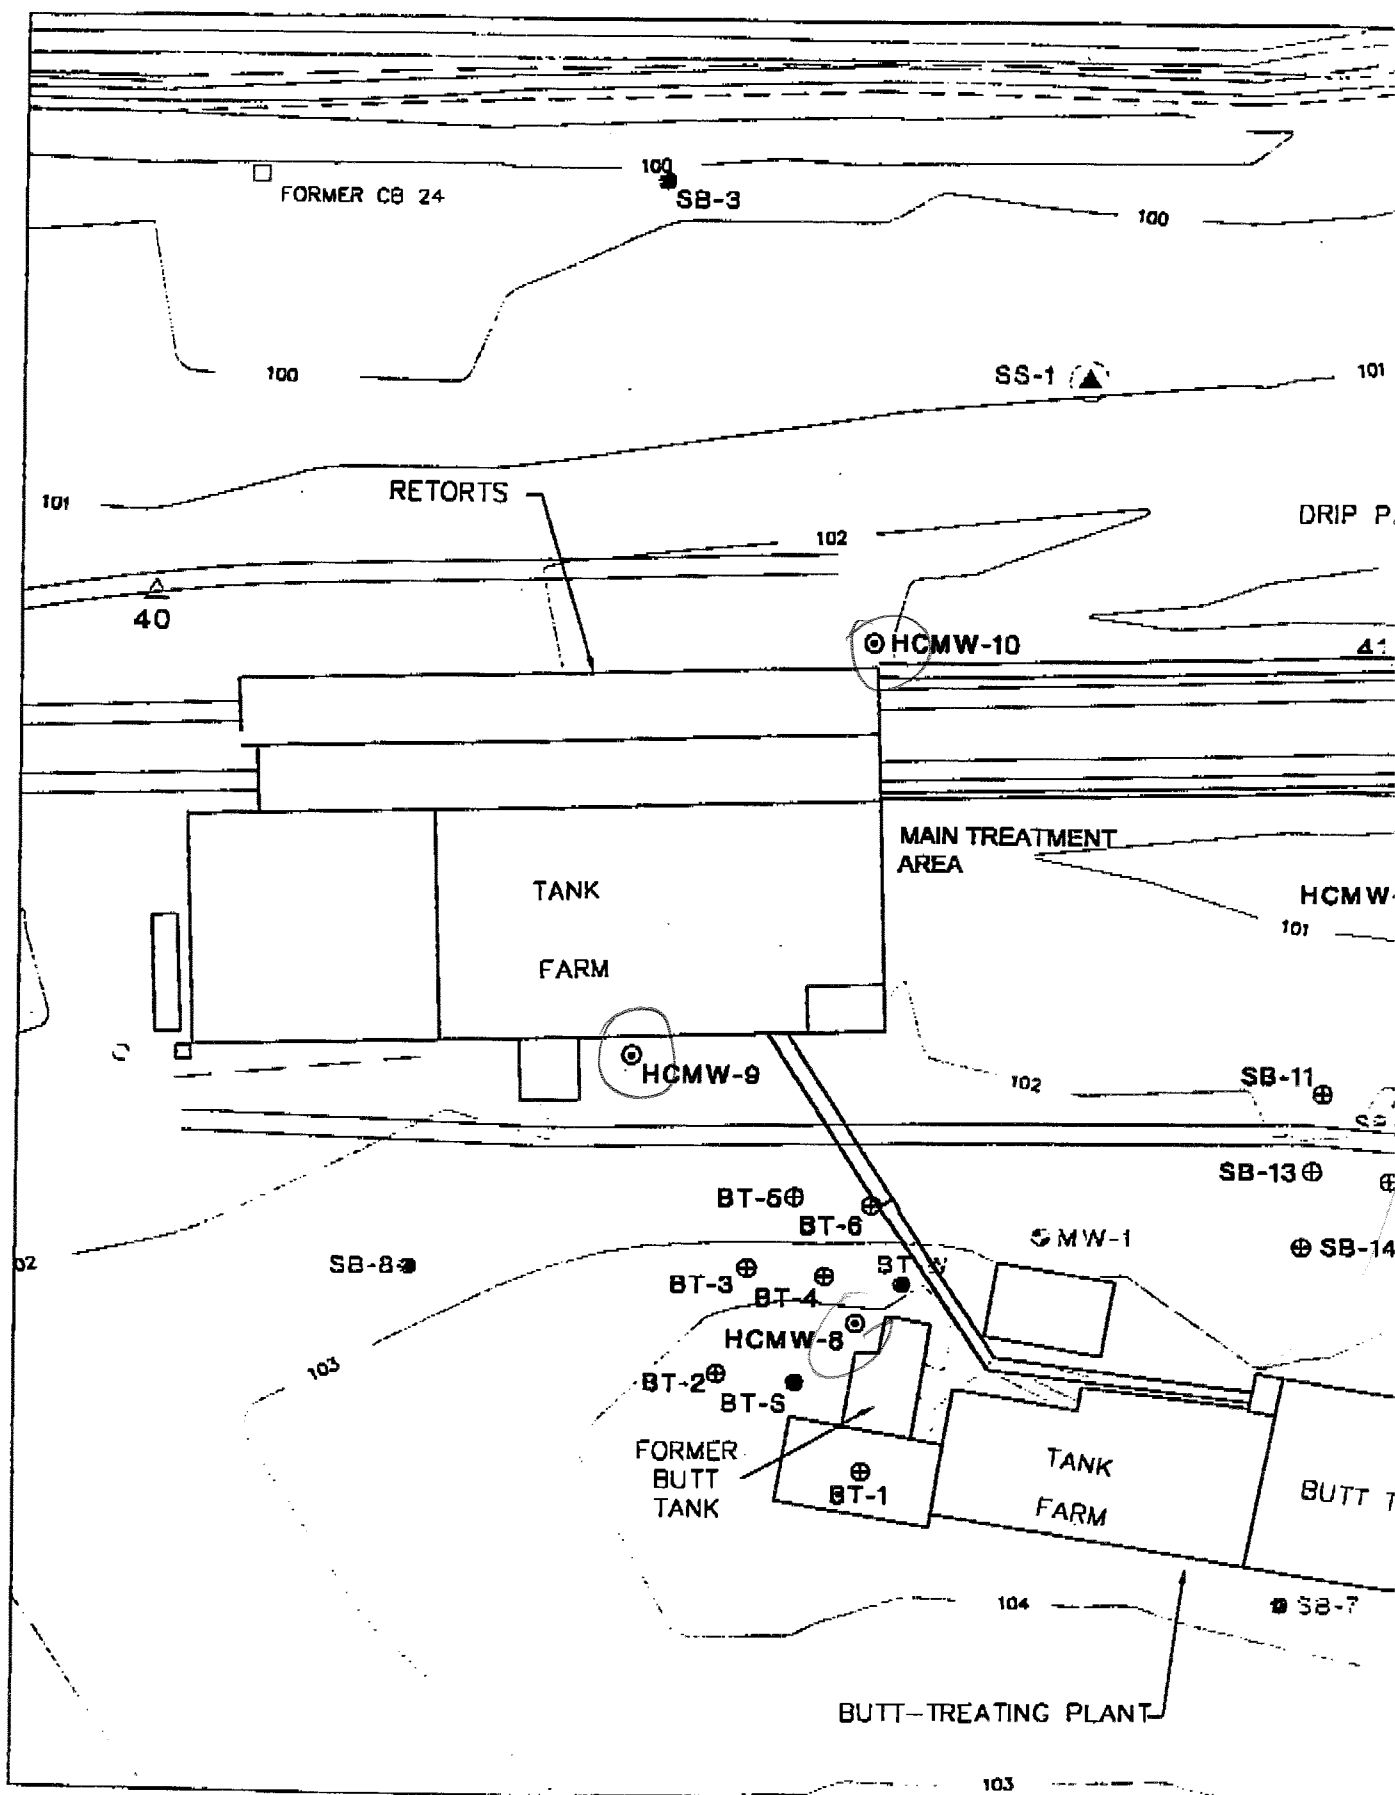 100
FORMER CB 24
SB-3
100
100
SS-1
101
RETORTS
101
DRIP
102
40
HCMW-10
41
MAIN TREATMENT
AREA
TANK
HCMW-
101
FARM
HCMW-9
102
SB-11
SB-13
BT-5
BT-6
MW-1
SB-14
02
SB-8
BT-3
BT-4
BT
HCMW-8
103
BT-2
BT-S
FORMER
BUTT
TANK
BT-1
TANK
FARM
BUTT T
104
SB-7
BUTT-TREATING PLANT
103